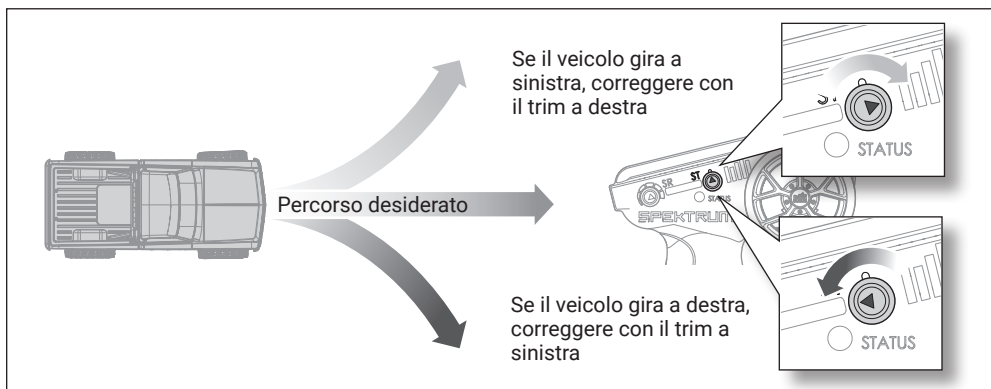 Se il veicolo gira a
sinistra, correggere con
il trim a destra
STATUS
Percorso desiderato
SR
ST
STATUS
SPEKTRUM
Se il veicolo gira a destra,
correggere con il trim a
sinistra
STATUS